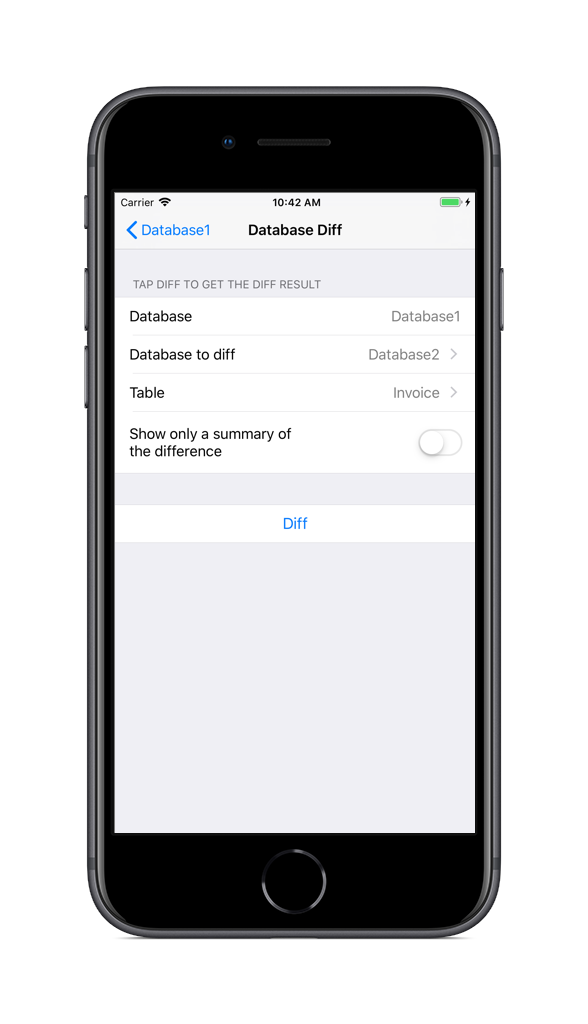 Carrier 10:42 AM
Database1 Database Diff
TAP DIFF TO GET THE DIFF RESULT
Database Database1
Database to diff Database2
Table Invoice
Show only a summary of
the difference
Diff